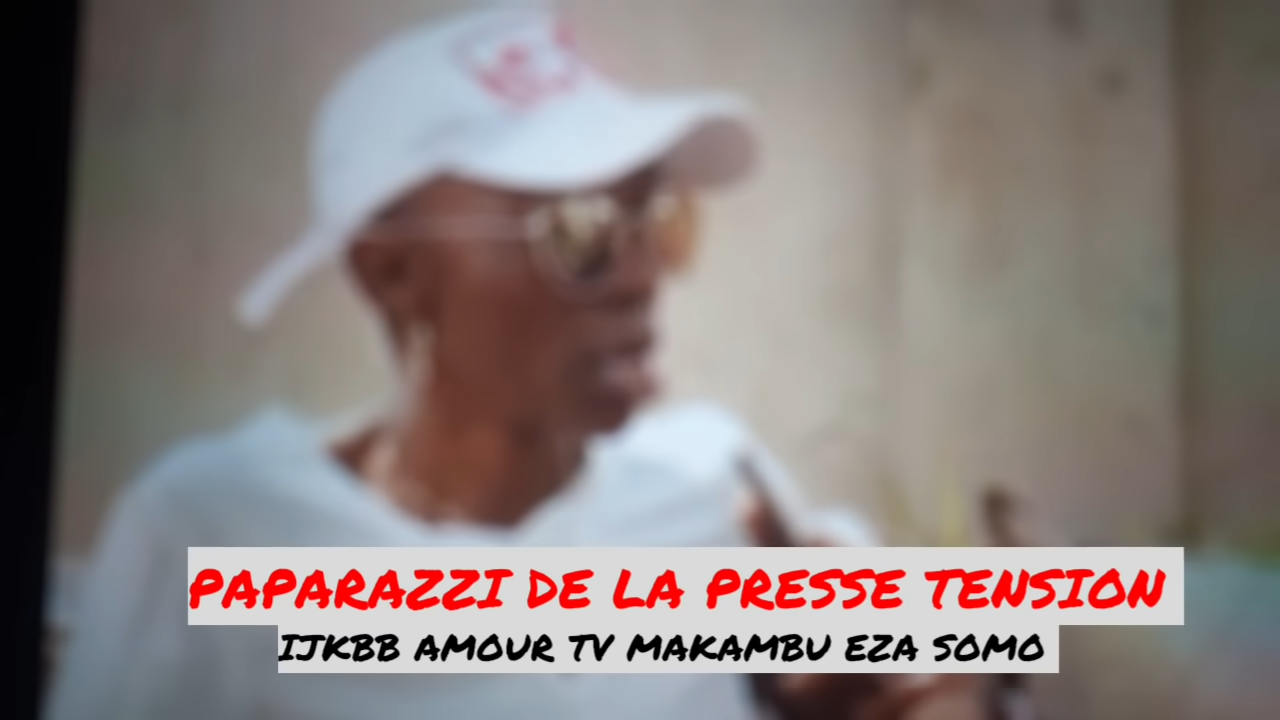 PAPARAZZI DE LA PRESSE TENSION
IJKBB AMOUR TV MAKAMBU EZA SOMO